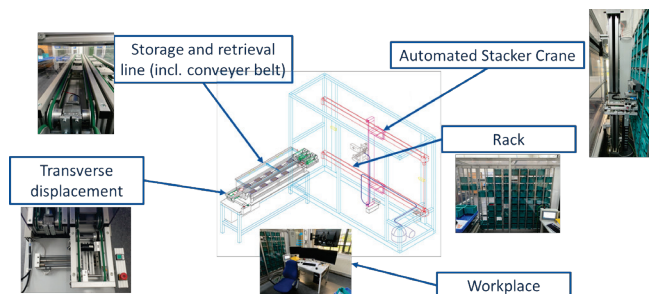 Storage and retrieval
line (incl. conveyer belt)
Automated Stacker Crane
Rack
Transverse
displacement
Workplace